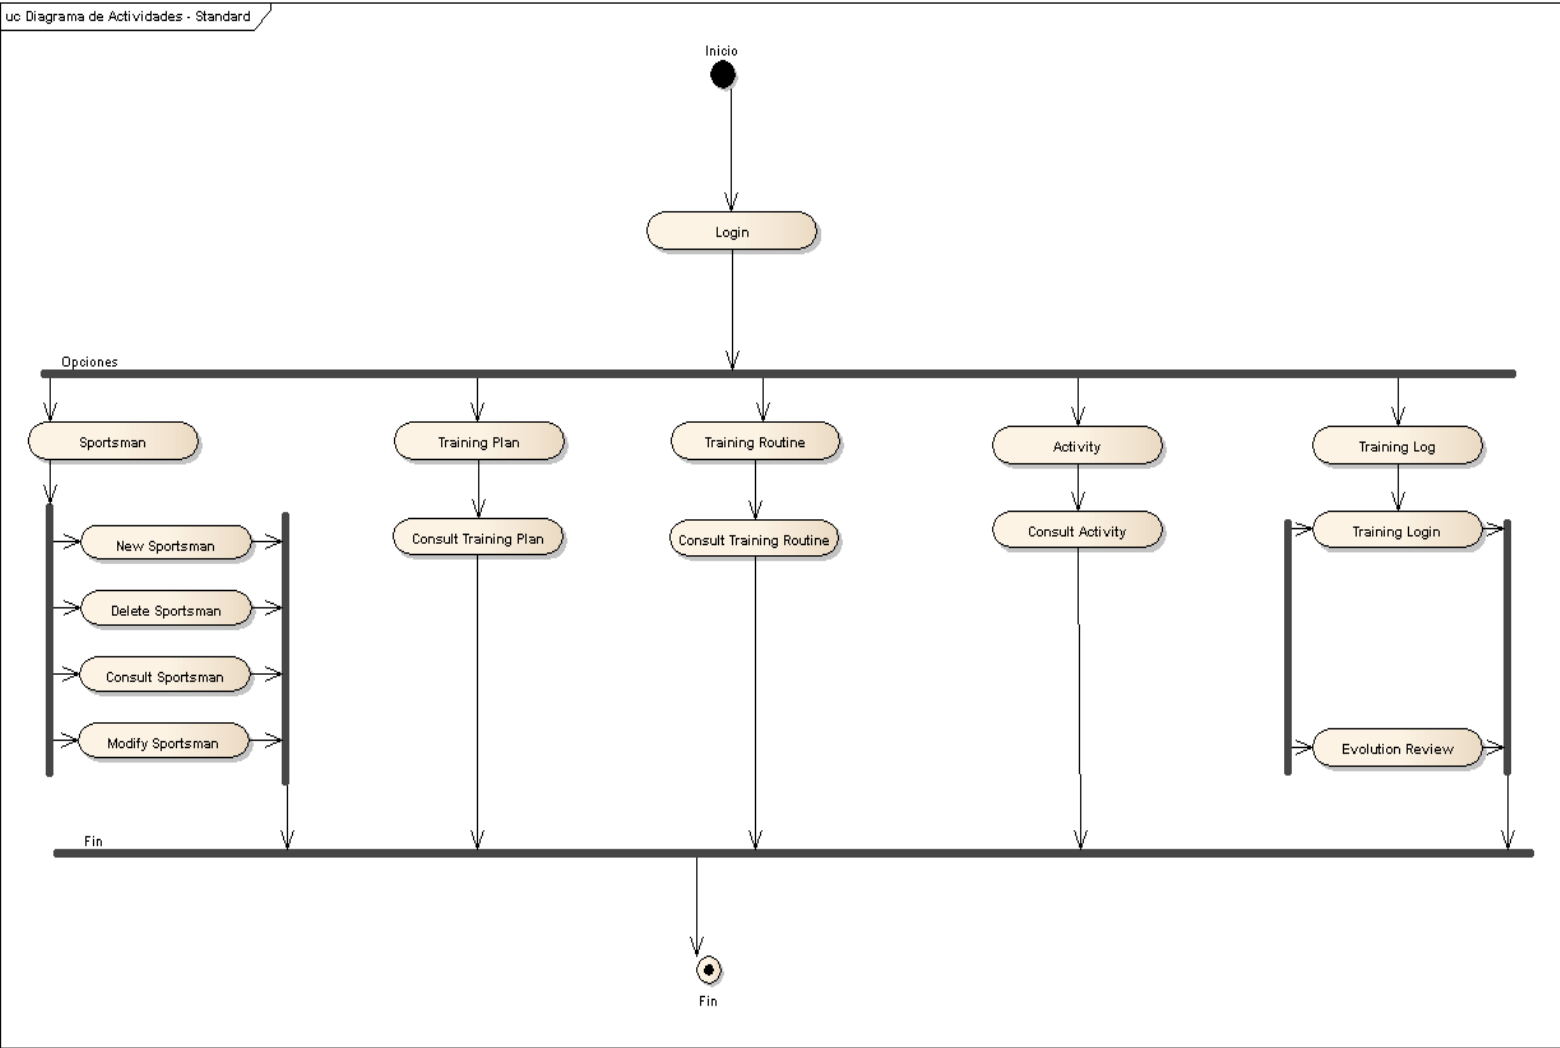 uc Diagrama de Actividades - Standard
Inicio
Login
Opciones
Sportsman
Training Plan
Training Routine
Activity
Training Log
New Sportsman
Consult Training Plan
Consult Training Routine
Consult Activity
Training Login
Delete Sportsman
Consult Sportsman
Modify Sportsman
Evolution Review
Fin
Fin